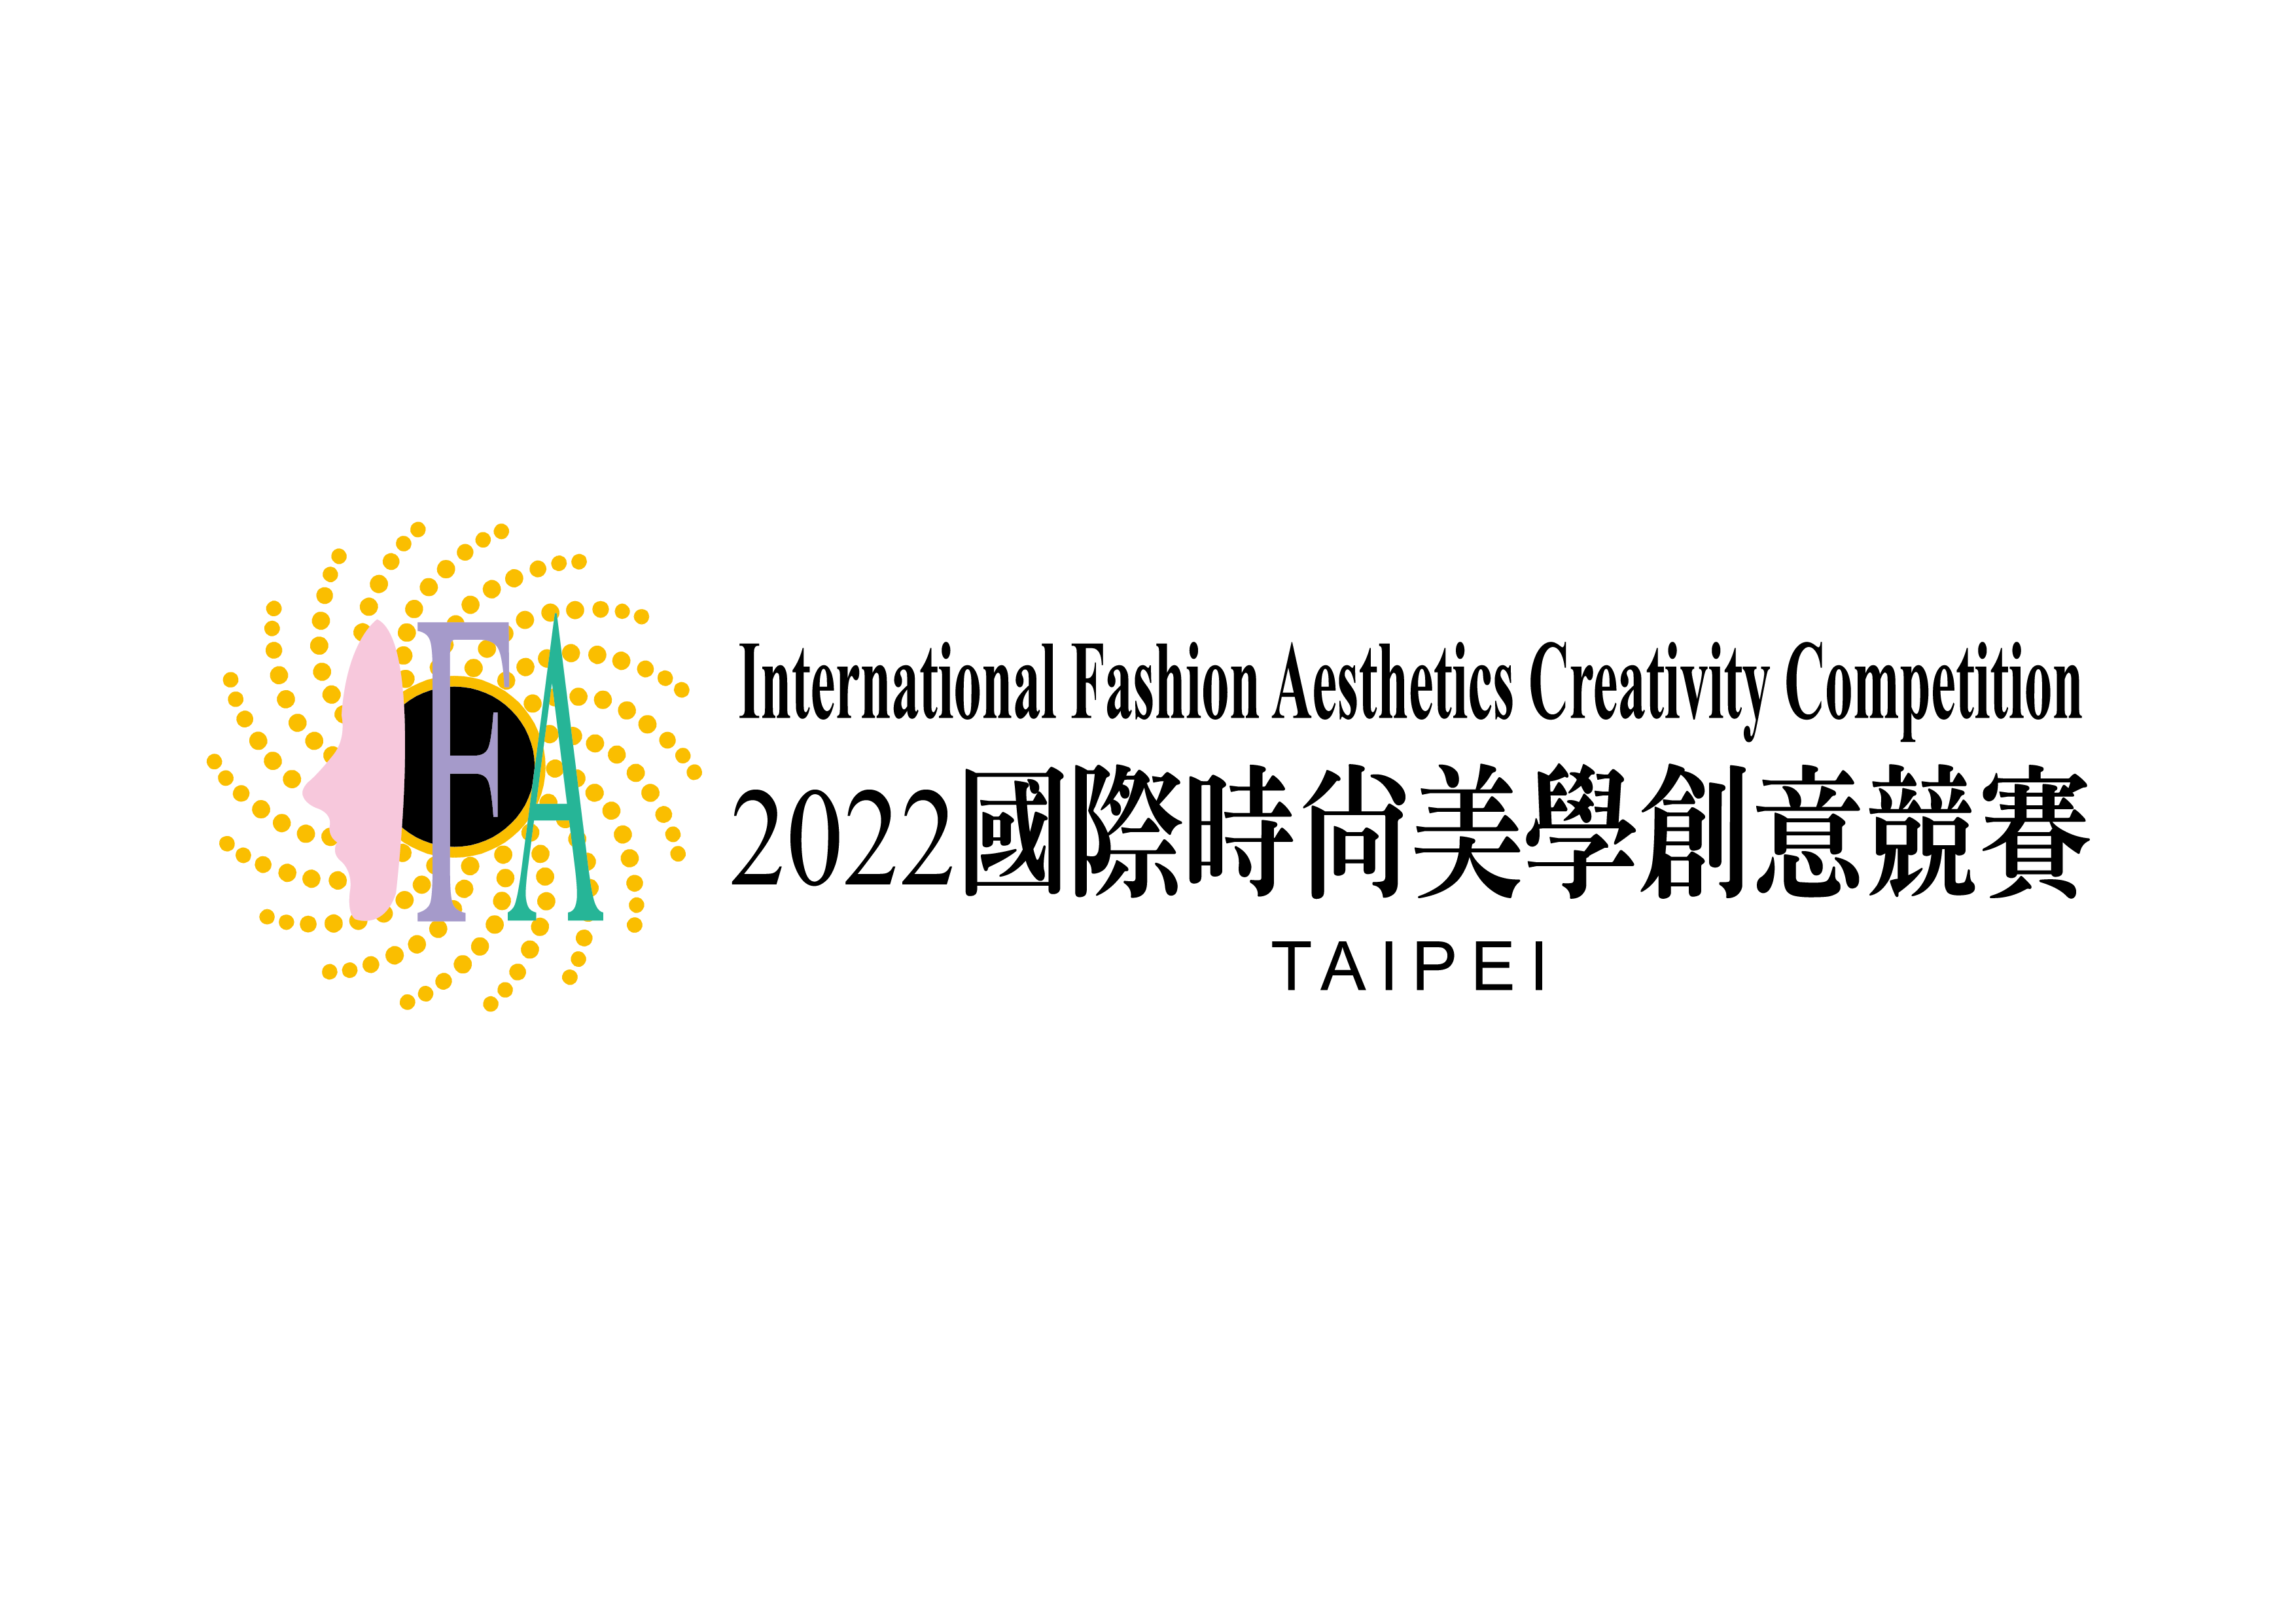 FA
International Fashion Aesthetics Creativity Competition
2022國際時尚美學創意競賽
TAIPEI